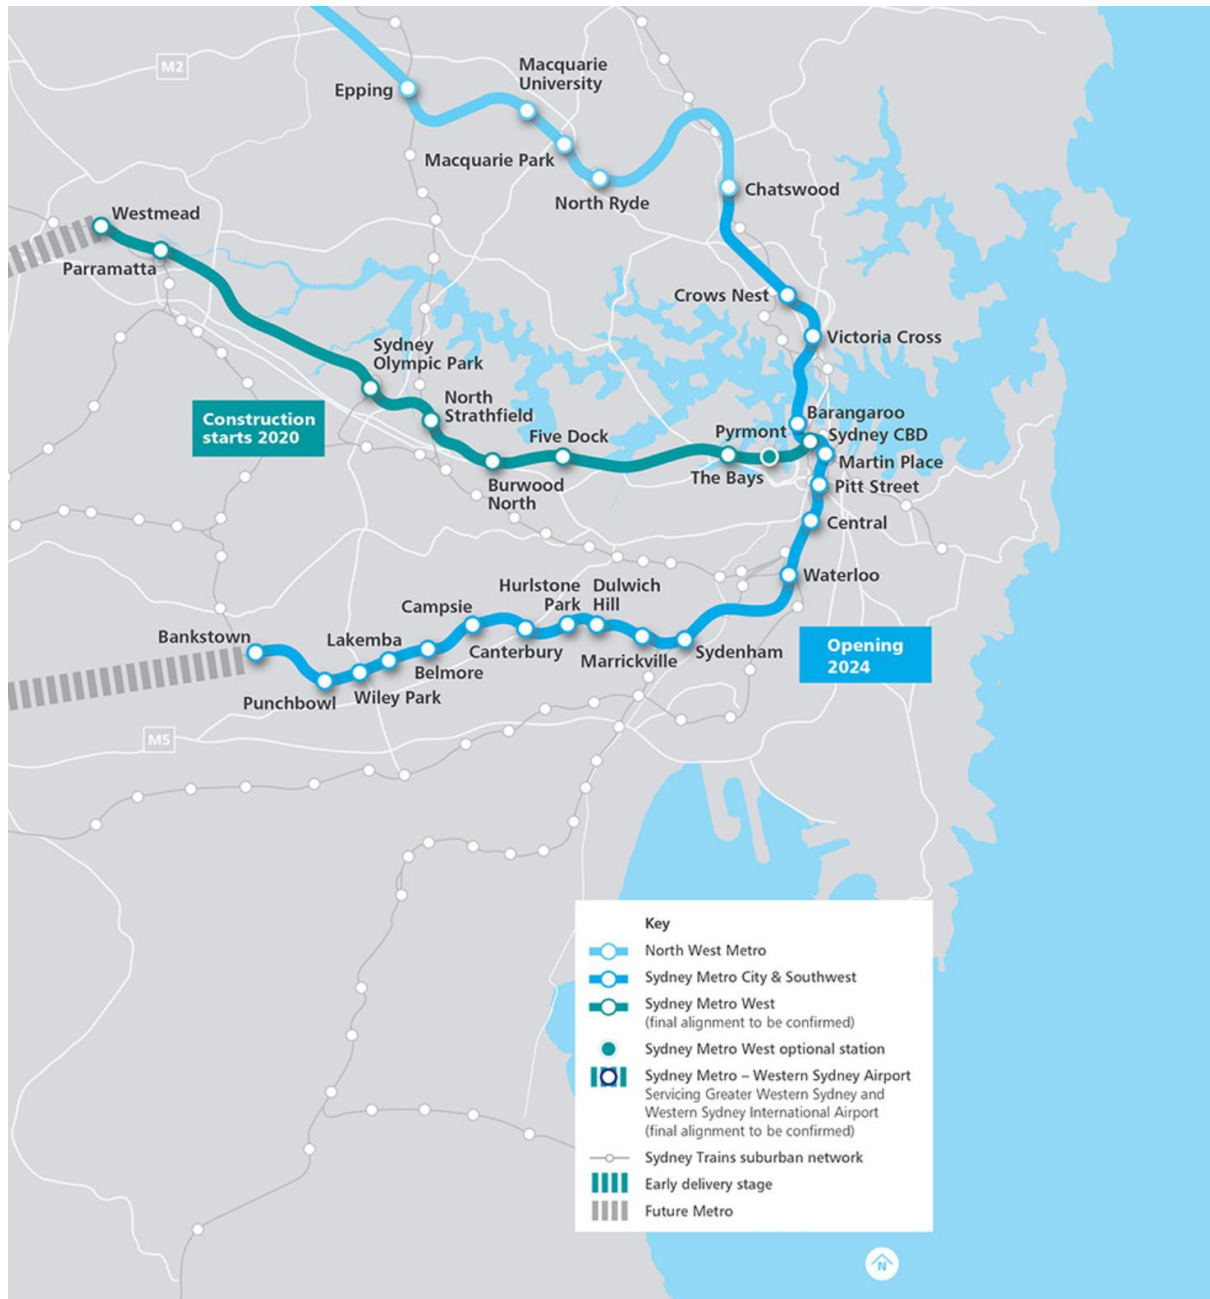 M2
Epping
Macquarie
University
Macquarie Park
North Ryde
Chatswood
Westmead
Parramatta
Crows Nest
Victoria Cross
Sydney
Olympic Park
North
Strathfield
Construction
starts 2020
Five Dock
Burwood
North
Pyrmont
The Bays
Barangaroo
Sydney CBD
Martin Place
Pitt Street
Central
Waterloo
Hurlstone
Park
Dulwich
Hill
Campsie
Canterbury
Marrickville
Sydenham
Bankstown
Lakemba
Belmore
Punchbowl
Wiley Park
Opening
2024
M5
Key
North West Metro
Sydney Metro City & Southwest
Sydney Metro West
(final alignment to be confirmed)
Sydney Metro West optional station
Sydney Metro – Western Sydney Airport
Servicing Greater Western Sydney and
Western Sydney International Airport
(final alignment to be confirmed)
Sydney Trains suburban network
Early delivery stage
Future Metro
N